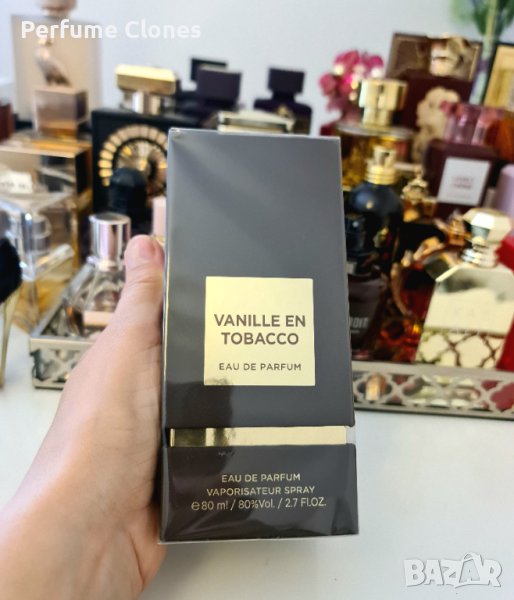 Perfume Clones
VANILLE EN
TOBACCO
EAU DE PARFUM
EAU DE PARFUM
VAPORISATEUR SPRAY
℮80 ml / 80%Vol. / 2.7 Fl.OZ.
BAZAR